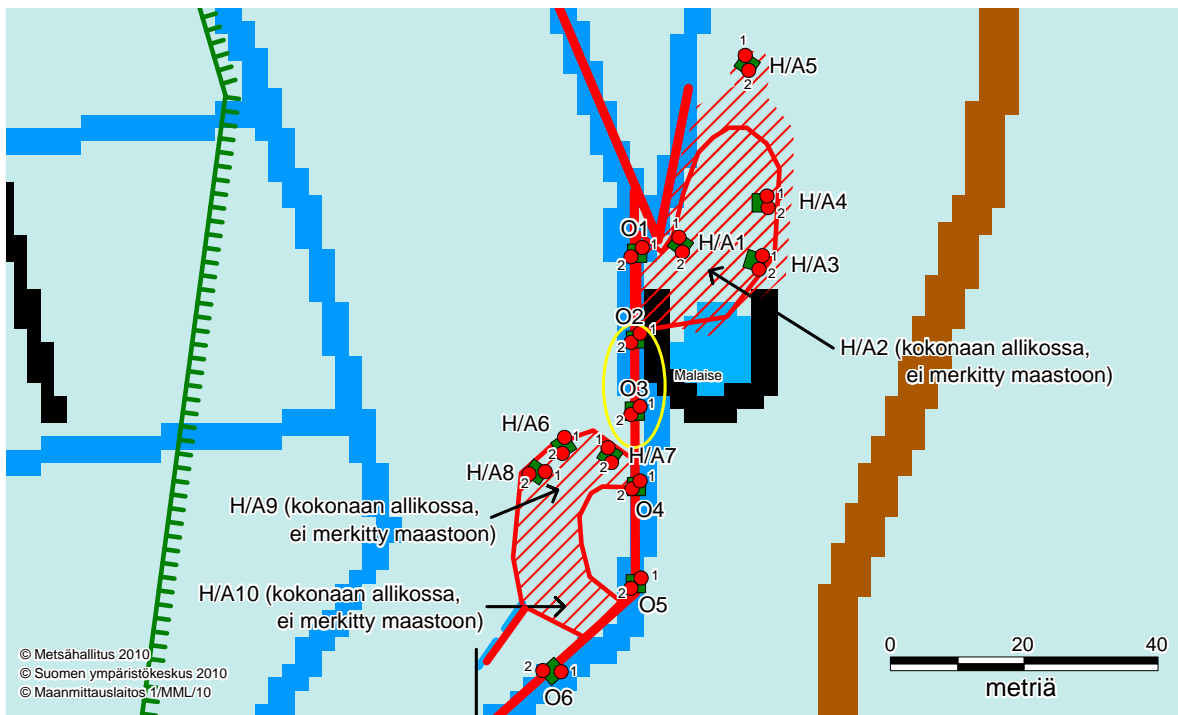 1
H/A5
2
1
H/A4
2
O1
1
2
1
H/A1
2
1
H/A3
2
O2
1
2
H/A2 (kokonaan allikossa,
ei merkitty maastoon)
Malaise
O3
1
2
H/A6
1
2
1
H/A7
2
H/A8
1
2
1
2
O4
H/A9 (kokonaan allikossa,
ei merkitty maastoon)
1
2
O5
H/A10 (kokonaan allikossa,
ei merkitty maastoon)
2
1
O6
© Metsähallitus 2010
© Suomen ympäristökeskus 2010
© Maanmittauslaitos 1/MML/10
0 20 40
metriä